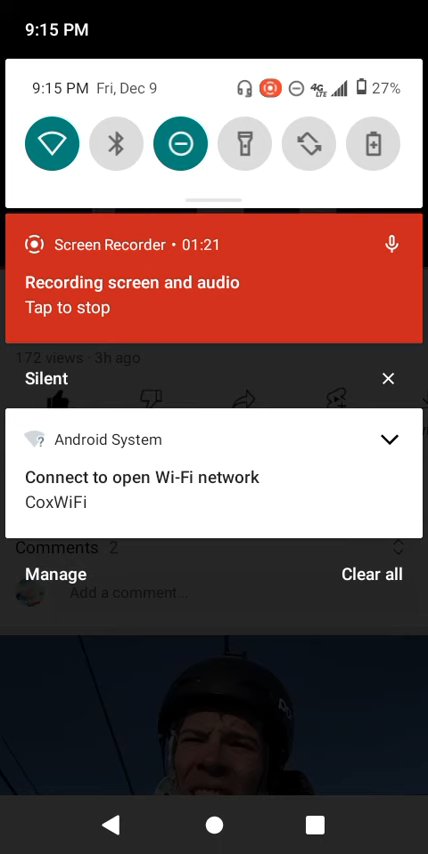 9:15 PM
9:15 PM Fri, Dec 9 4G LTE 27%
Screen Recorder • 01:21
Recording screen and audio
Tap to stop
172 views · 3h ago
Silent
Android System
Connect to open Wi-Fi network
CoxWiFi
Comments 2
Manage Clear all
Add a comment...